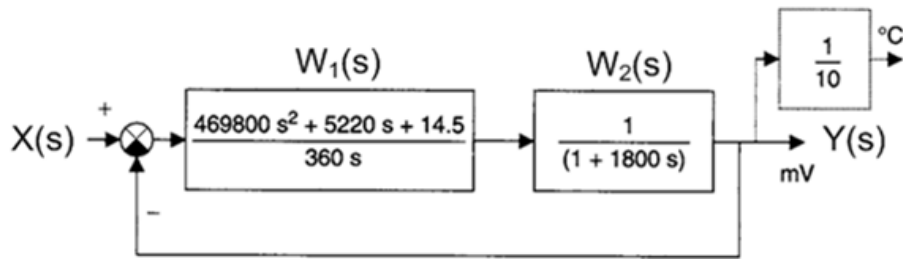 W₁(s)
W₂(s)
1
10
°C
X(s)
+
−
469800 s² + 5220 s + 14.5
360 s
1
(1 + 1800 s)
Y(s)
mV